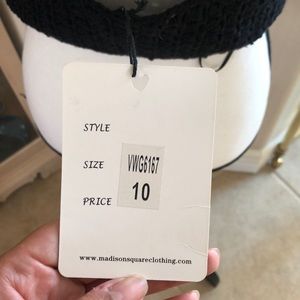 STYLE
SIZE VWG6167
PRICE 10
www.madisonsquareclothing.com